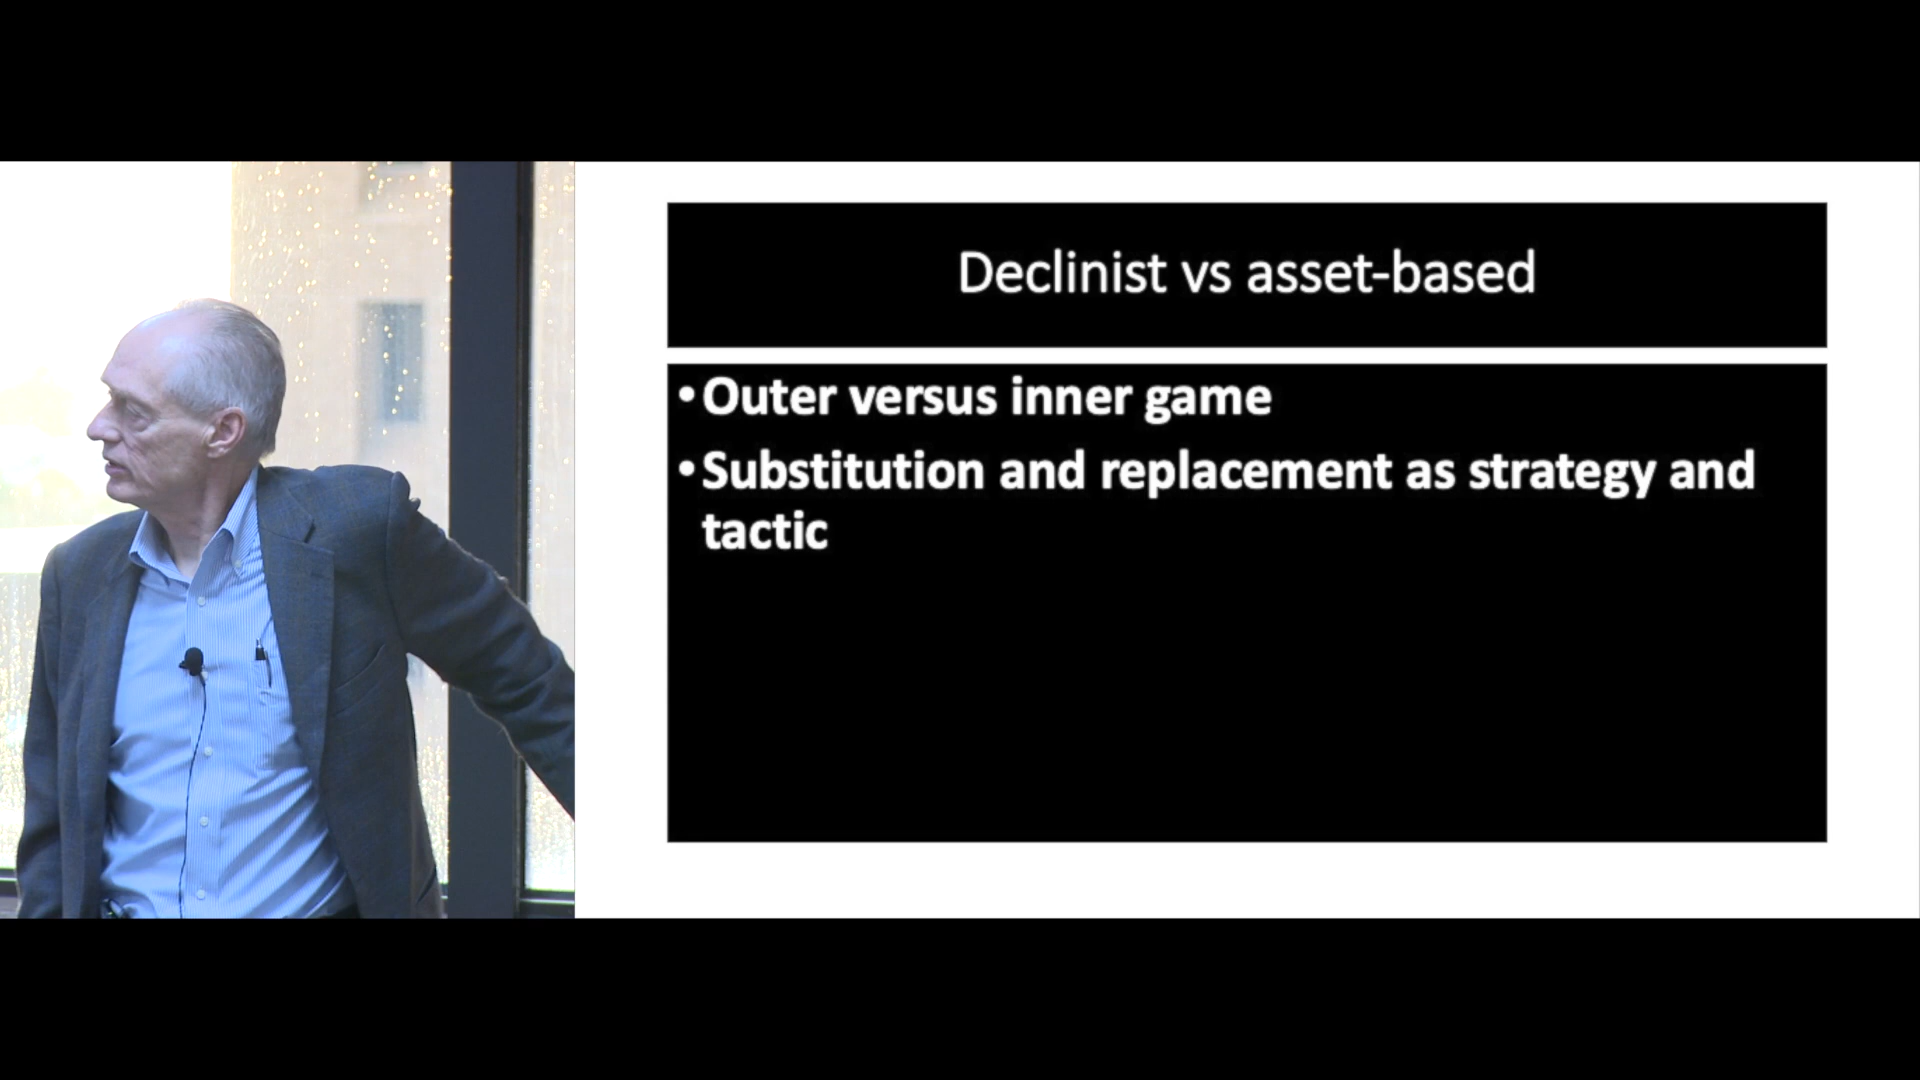 Declinist vs asset-based
•Outer versus inner game
•Substitution and replacement as strategy and
tactic